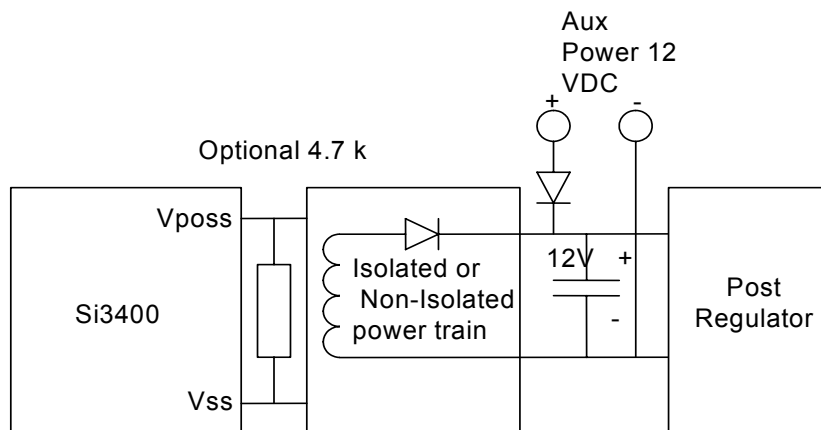 Aux
Power 12
VDC
+ -
Optional 4.7 k
Vposs
Si3400
Vss
Isolated or
Non-Isolated
power train
12V +
-
Post
Regulator